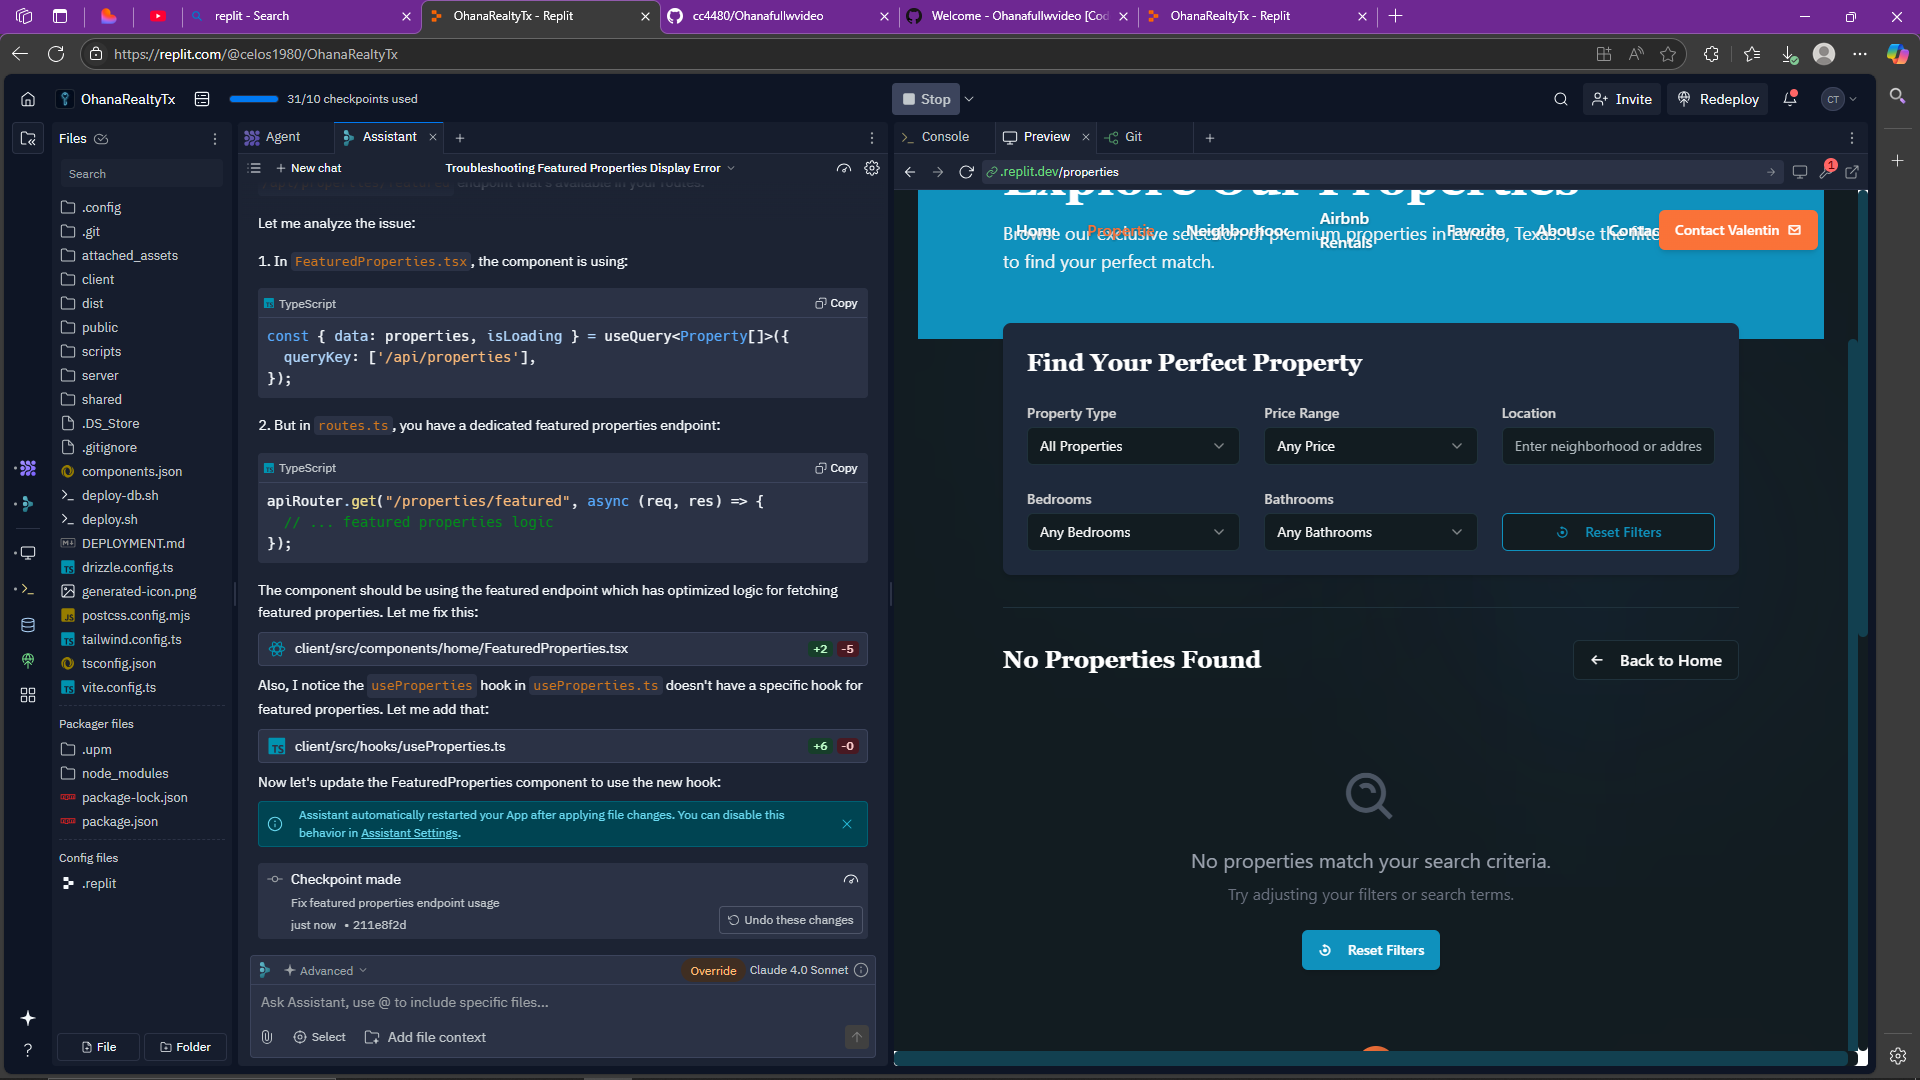 replit - Search
OhanaRealtyTx - Replit
cc4480/Ohanafullwvideo
Welcome - Ohanafullwvideo [Cod
OhanaRealtyTx - Replit
https://replit.com/@celos1980/OhanaRealtyTx
OhanaRealtyTx
31/10 checkpoints used
Stop
Invite
Redeploy
CT
Files
Search
.config
.git
attached_assets
client
dist
public
scripts
server
shared
.DS_Store
.gitignore
components.json
deploy-db.sh
deploy.sh
DEPLOYMENT.md
drizzle.config.ts
generated-icon.png
postcss.config.mjs
tailwind.config.ts
tsconfig.json
vite.config.ts
Packager files
.upm
node_modules
package-lock.json
package.json
Config files
.replit
File
Folder
Agent
Assistant
New chat
Troubleshooting Featured Properties Display Error
endpoint that's available in your routes.
Let me analyze the issue:
1. In FeaturedProperties.tsx, the component is using:
TypeScript
Copy
const { data: properties, isLoading } = useQuery<Property[]>({
queryKey: ['/api/properties'],
});
2. But in routes.ts, you have a dedicated featured properties endpoint:
TypeScript
Copy
apiRouter.get("/properties/featured", async (req, res) => {
// ... featured properties logic
});
The component should be using the featured endpoint which has optimized logic for fetching
featured properties. Let me fix this:
client/src/components/home/FeaturedProperties.tsx
+2 -5
Also, I notice the useProperties hook in useProperties.ts doesn't have a specific hook for
featured properties. Let me add that:
client/src/hooks/useProperties.ts
+6 -0
Now let's update the FeaturedProperties component to use the new hook:
Assistant automatically restarted your App after applying file changes. You can disable this
behavior in Assistant Settings.
Checkpoint made
Fix featured properties endpoint usage
just now • 211e8f2d
Undo these changes
Advanced
Override
Claude 4.0 Sonnet
Ask Assistant, use @ to include specific files...
Select
Add file context
Console
Preview
Git
.replit.dev/properties
1
Explore Our Properties
Home
Propertie
Neighborhoo
Airbnb
Rentals
Favorite
Abou
Contac
Contact Valentin
Browse our exclusive selection of premium properties in Laredo, Texas. Use the filte
to find your perfect match.
Find Your Perfect Property
Property Type
Price Range
Location
All Properties
Any Price
Enter neighborhood or addres
Bedrooms
Bathrooms
Any Bedrooms
Any Bathrooms
Reset Filters
No Properties Found
Back to Home
No properties match your search criteria.
Try adjusting your filters or search terms.
Reset Filters